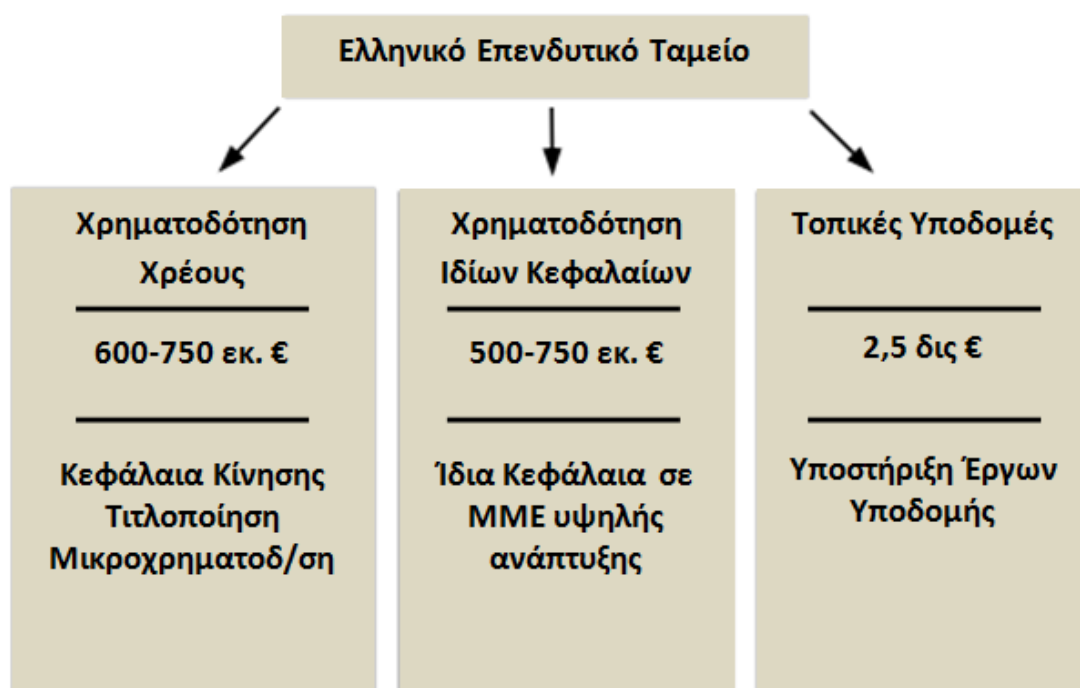 Ελληνικό Επενδυτικό Ταμείο
Χρηματοδότηση
Χρέους
600-750 εκ. €
Κεφάλαια Κίνησης
Τιτλοποίηση
Μικροχρηματοδ/ση
Χρηματοδότηση
Ιδίων Κεφαλαίων
500-750 εκ. €
Ίδια Κεφάλαια σε
ΜΜΕ υψηλής
ανάπτυξης
Τοπικές Υποδομές
2,5 δις €
Υποστήριξη Έργων
Υποδομής